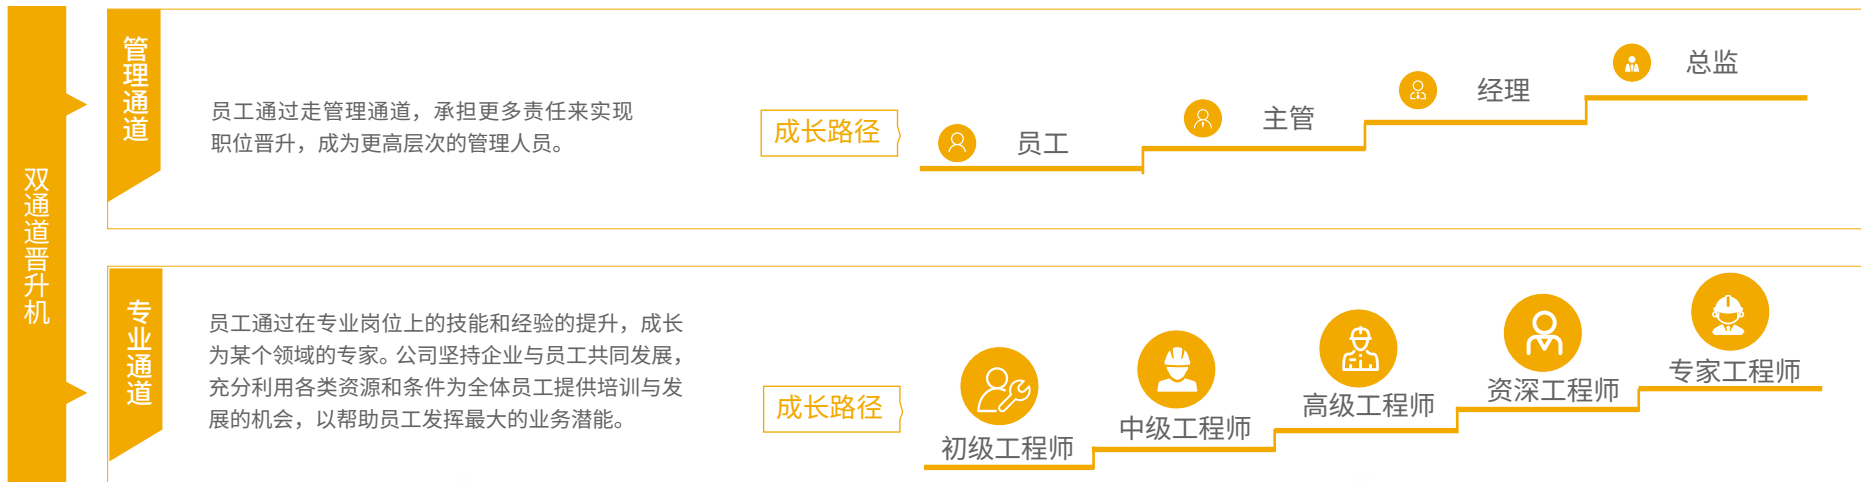 双通道晋升机
管理通道
员工通过走管理通道，承担更多责任来实现
职位晋升，成为更高层次的管理人员。
成长路径
员工
主管
经理
总监
专业通道
员工通过在专业岗位上的技能和经验的提升，成长
为某个领域的专家。公司坚持企业与员工共同发展，
充分利用各类资源和条件为全体员工提供培训与发
展的机会，以帮助员工发挥最大的业务潜能。
成长路径
初级工程师
中级工程师
高级工程师
资深工程师
专家工程师